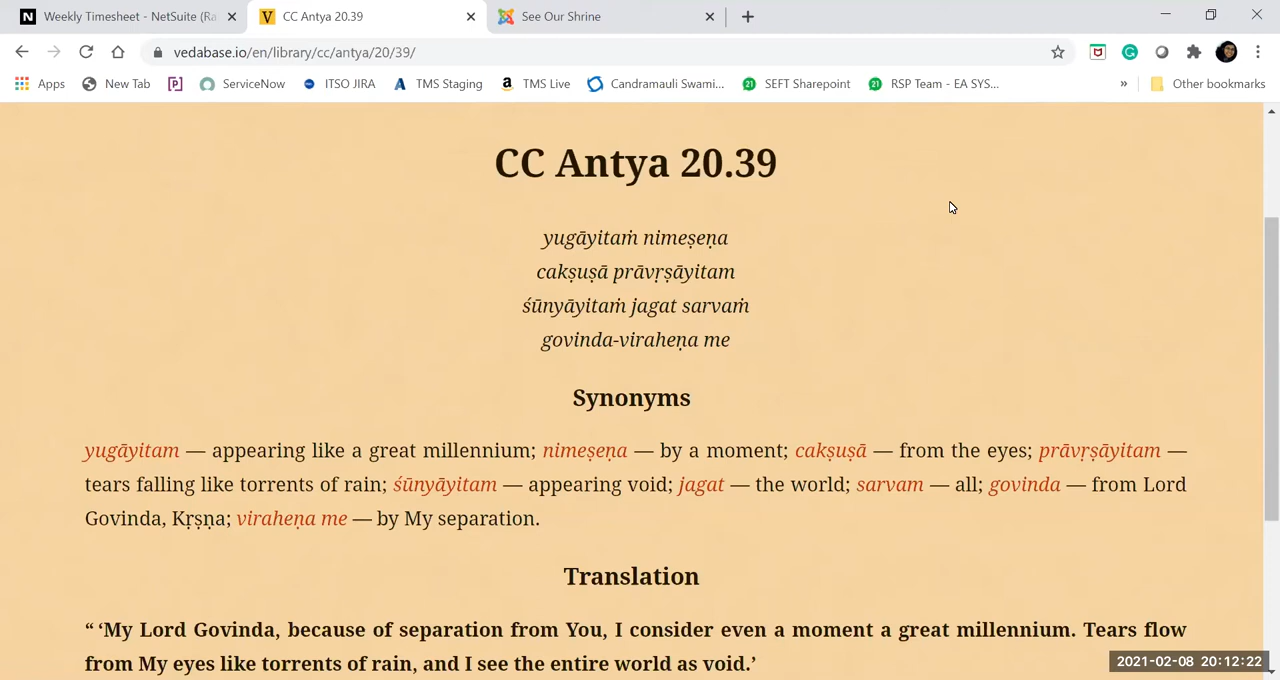 Weekly Timesheet - NetSuite (Ra
CC Antya 20.39
See Our Shrine
vedabase.io/en/library/cc/antya/20/39/
Apps
New Tab
ServiceNow
ITSO JIRA
TMS Staging
TMS Live
Candramauli Swami...
SEFT Sharepoint
RSP Team - EA SYS...
»
Other bookmarks
CC Antya 20.39
yugāyitaṁ nimeṣeṇa
cakṣuṣā prāvṛṣāyitam
śūnyāyitaṁ jagat sarvaṁ
govinda-viraheṇa me
Synonyms
yugāyitam — appearing like a great millennium; nimeṣeṇa — by a moment; cakṣuṣā — from the eyes; prāvṛṣāyitam —
tears falling like torrents of rain; śūnyāyitam — appearing void; jagat — the world; sarvam — all; govinda — from Lord
Govinda, Kṛṣṇa; viraheṇa me — by My separation.
Translation
“ ‘My Lord Govinda, because of separation from You, I consider even a moment a great millennium. Tears flow
from My eyes like torrents of rain, and I see the entire world as void.’
2021-02-08 20:12:22